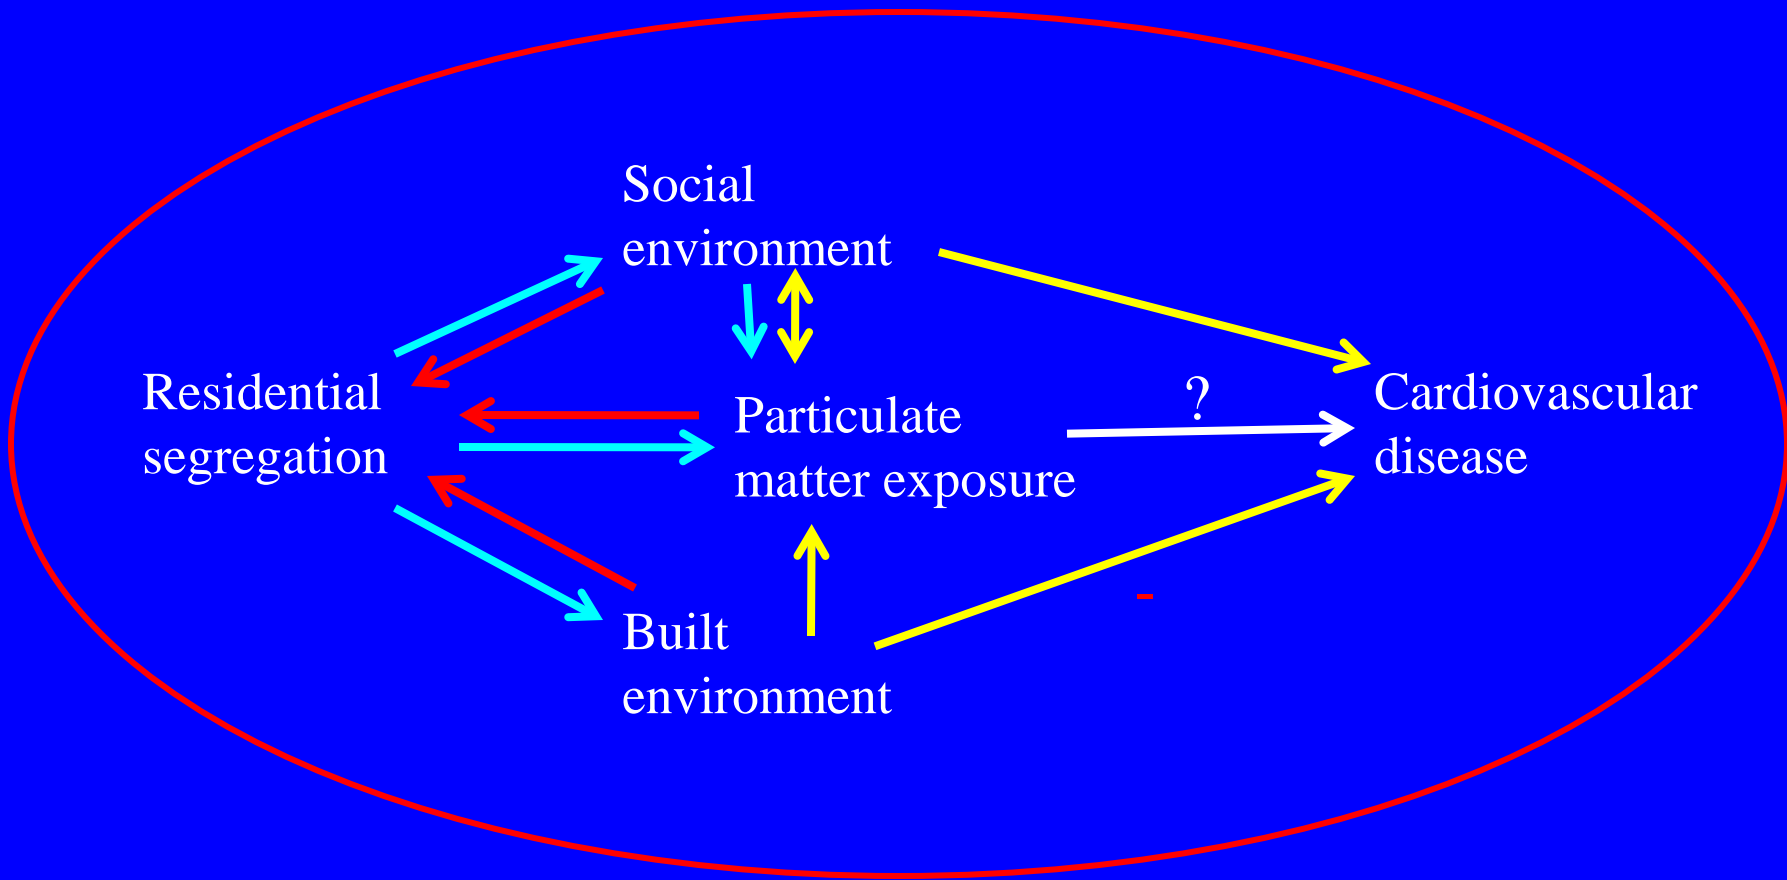 Social
environment
Residential
segregation
Particulate
matter exposure
?
Cardiovascular
disease
-
Built
environment